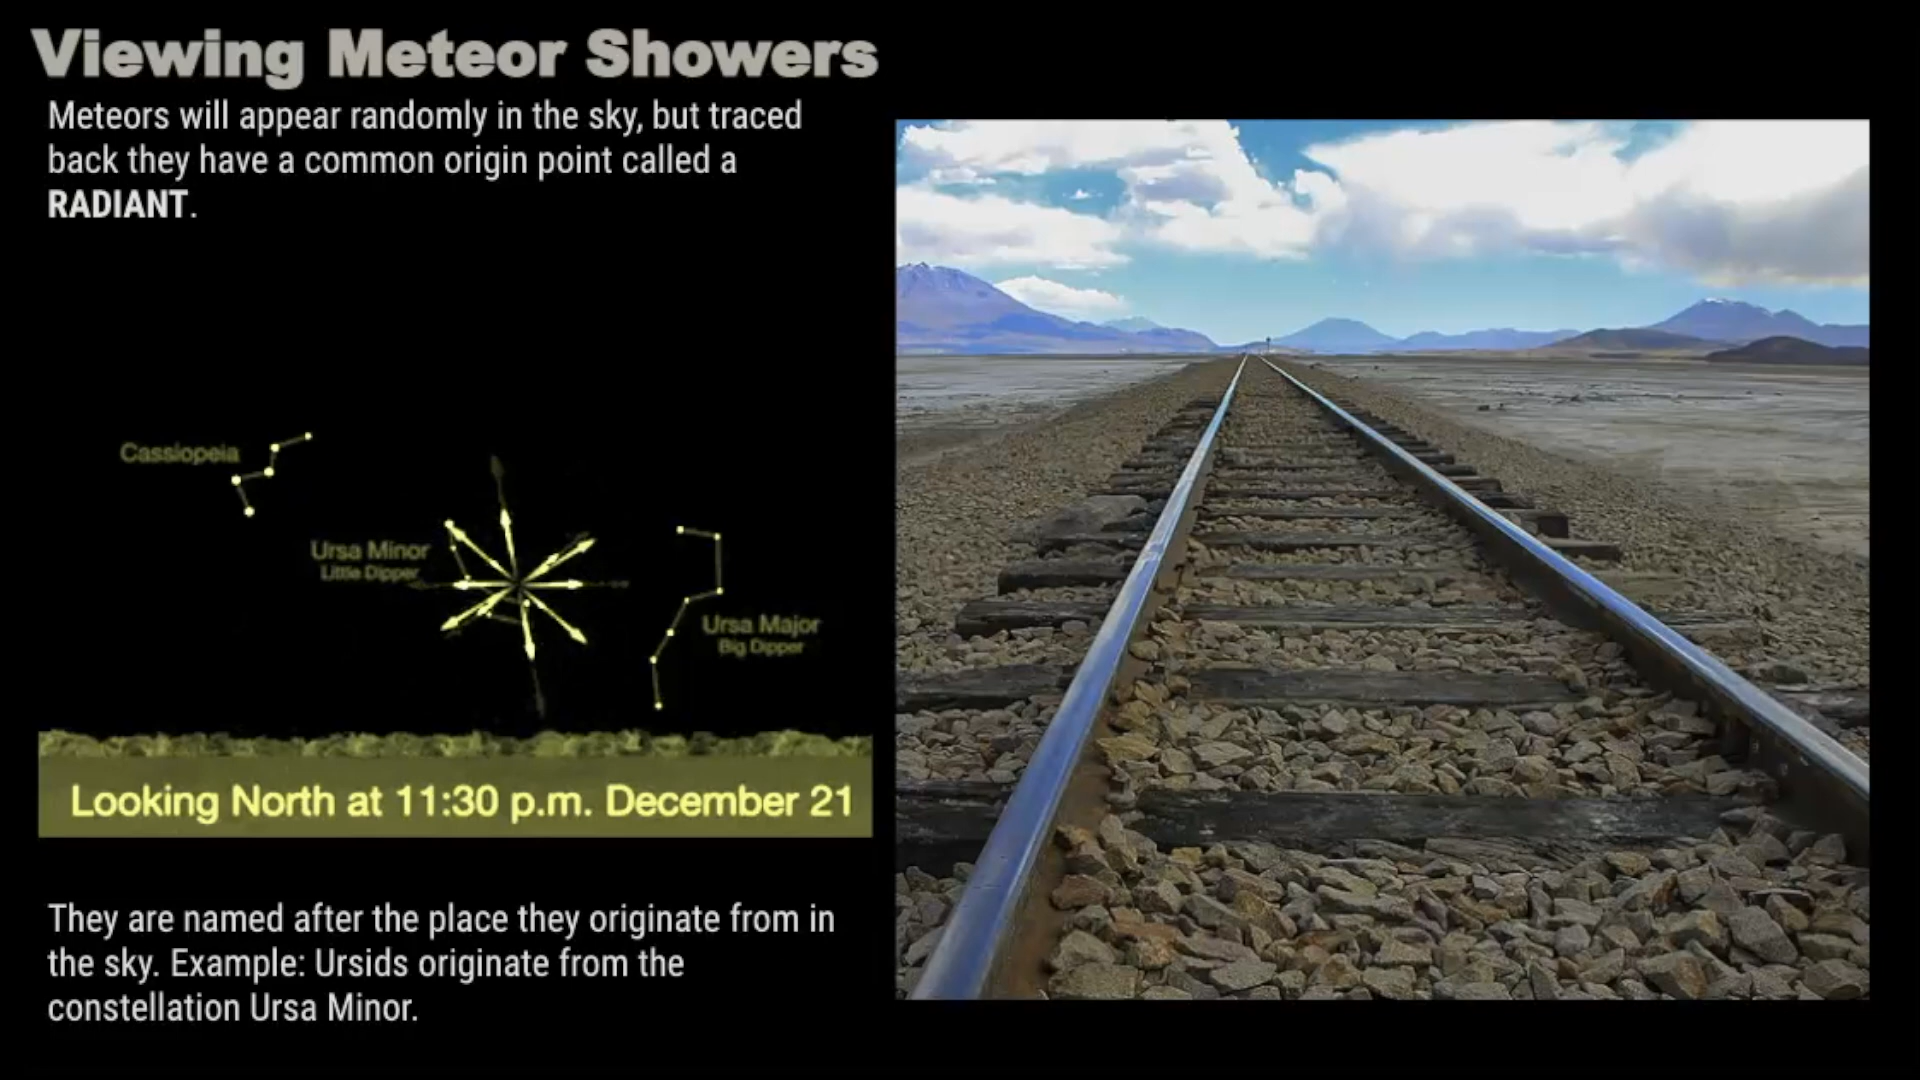 Viewing Meteor Showers
Meteors will appear randomly in the sky, but traced
back they have a common origin point called a
RADIANT.
Cassiopeia
Ursa Minor
Little Dipper
Ursa Major
Big Dipper
Looking North at 11:30 p.m. December 21
They are named after the place they originate from in
the sky. Example: Ursids originate from the
constellation Ursa Minor.